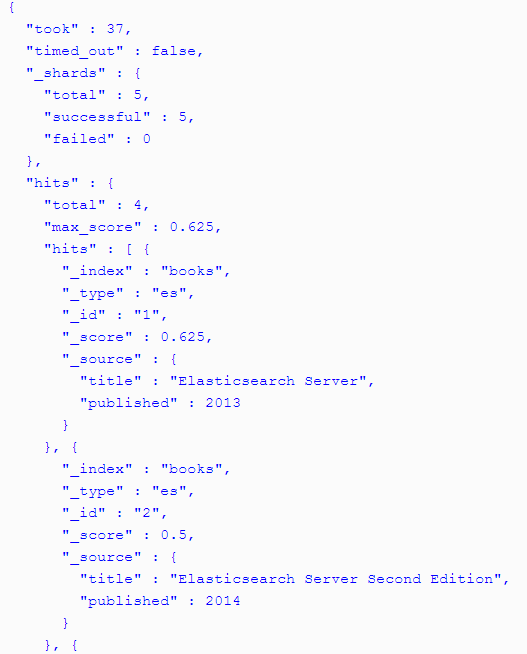 {
  "took" : 37,
  "timed_out" : false,
  "_shards" : {
    "total" : 5,
    "successful" : 5,
    "failed" : 0
  },
  "hits" : {
    "total" : 4,
    "max_score" : 0.625,
    "hits" : [ {
      "_index" : "books",
      "_type" : "es",
      "_id" : "1",
      "_score" : 0.625,
      "_source" : {
        "title" : "Elasticsearch Server",
        "published" : 2013
      }
    }, {
      "_index" : "books",
      "_type" : "es",
      "_id" : "2",
      "_score" : 0.5,
      "_source" : {
        "title" : "Elasticsearch Server Second Edition",
        "published" : 2014
      }
    }, {